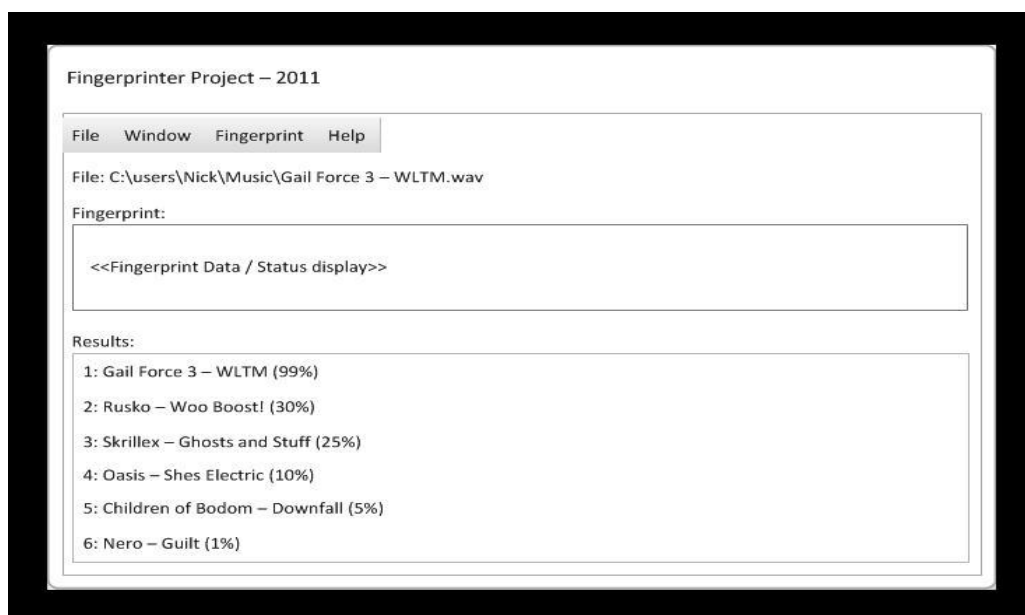 Fingerprinter Project – 2011
File Window Fingerprint Help
File: C:\users\Nick\Music\Gail Force 3 – WLTM.wav
Fingerprint:
<<Fingerprint Data / Status display>>
Results:
1: Gail Force 3 – WLTM (99%)
2: Rusko – Woo Boost! (30%)
3: Skrillex – Ghosts and Stuff (25%)
4: Oasis – Shes Electric (10%)
5: Children of Bodom – Downfall (5%)
6: Nero – Guilt (1%)